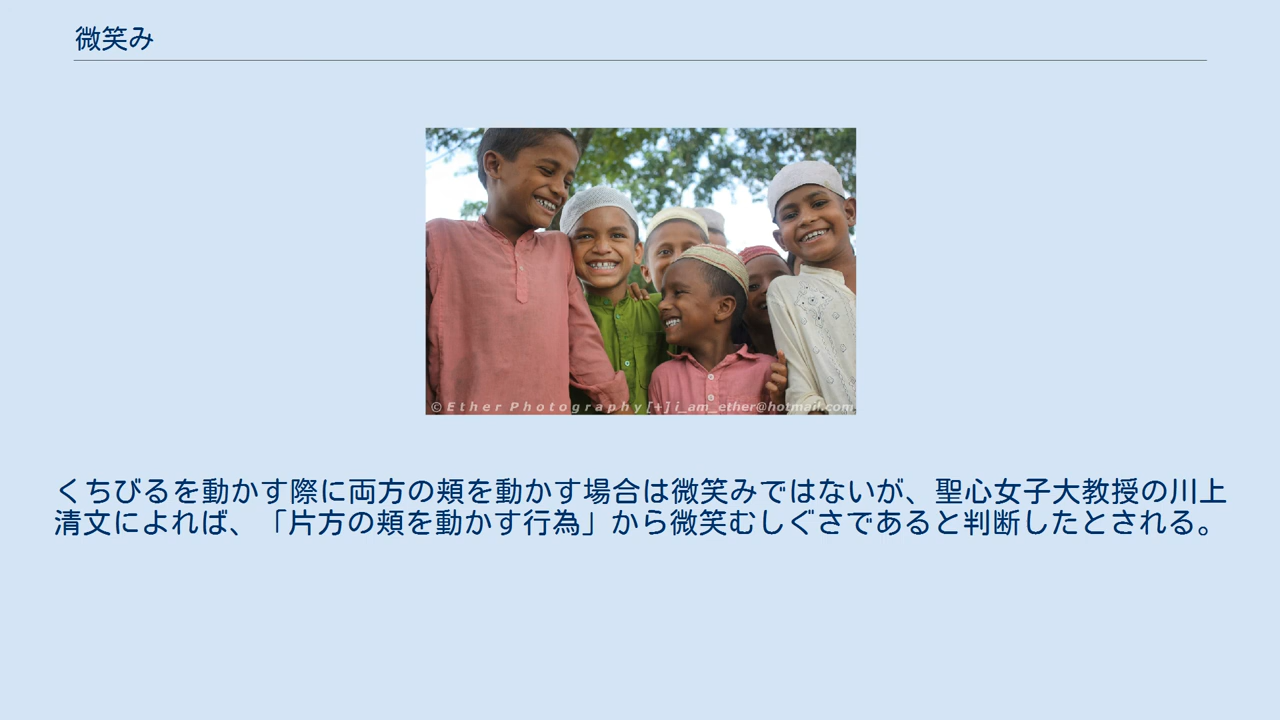 微笑み
© Ether Photography [+] i_am_ether@hotmail.com
くちびるを動かす際に両方の頬を動かす場合は微笑みではないが、聖心女子大教授の川上
清文によれば、「片方の頬を動かす行為」から微笑むしぐさであると判断したとされる。